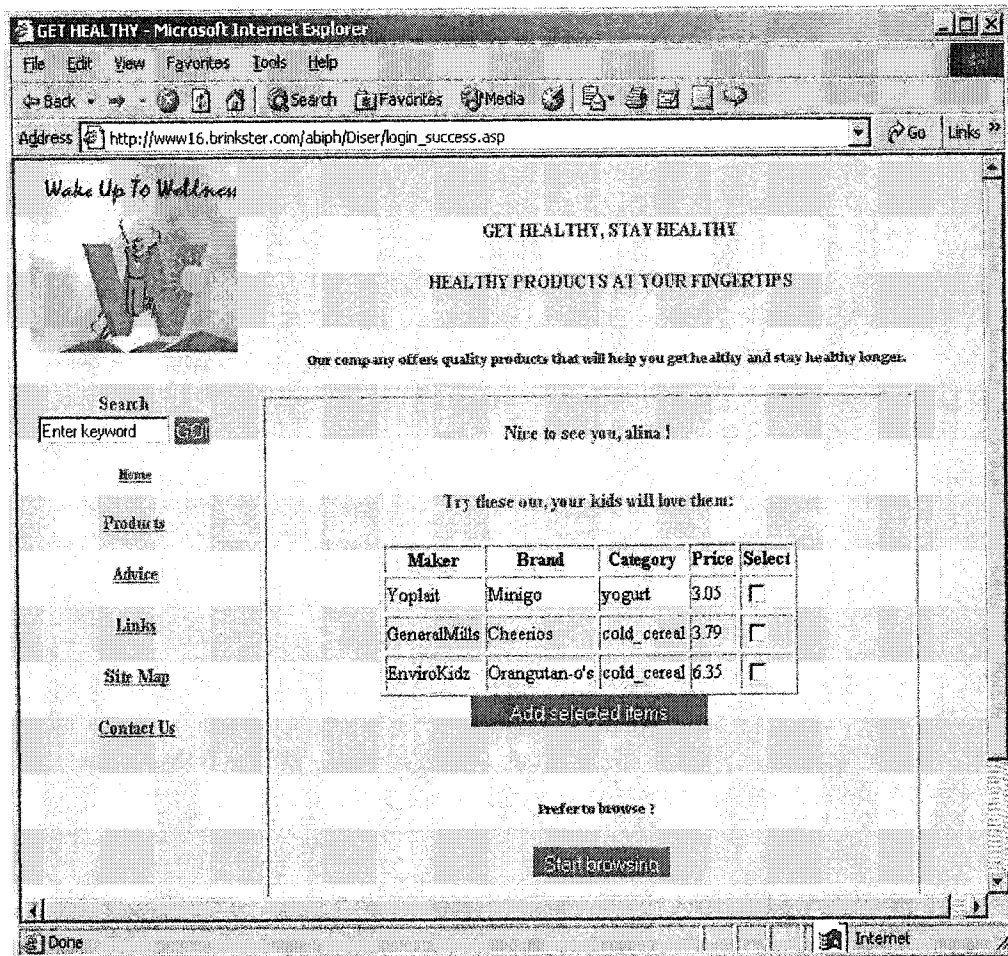 GET HEALTHY - Microsoft Internet Explorer
File Edit View Favorites Tools Help
Back Search Favorites Media
Address http://www16.brinkster.com/abiph/Diser/login_success.asp Go Links »
Wake Up To Wellness
GET HEALTHY, STAY HEALTHY
HEALTHY PRODUCTS AT YOUR FINGERTIPS
Our company offers quality products that will help you get healthy and stay healthy longer.
Search
Enter keyword GO!
Home
Products
Advice
Links
Site Map
Contact Us
Nice to see you, alina !
Try these our, your kids will love them:
Maker Brand Category Price Select
Yoplait Minigo yogurt 3.05
GeneralMills Cheerios cold_cereal 3.79
EnviroKidz Orangutan-o's cold_cereal 6.35
Add selected items
Prefer to browse ?
Start browsing
Done Internet